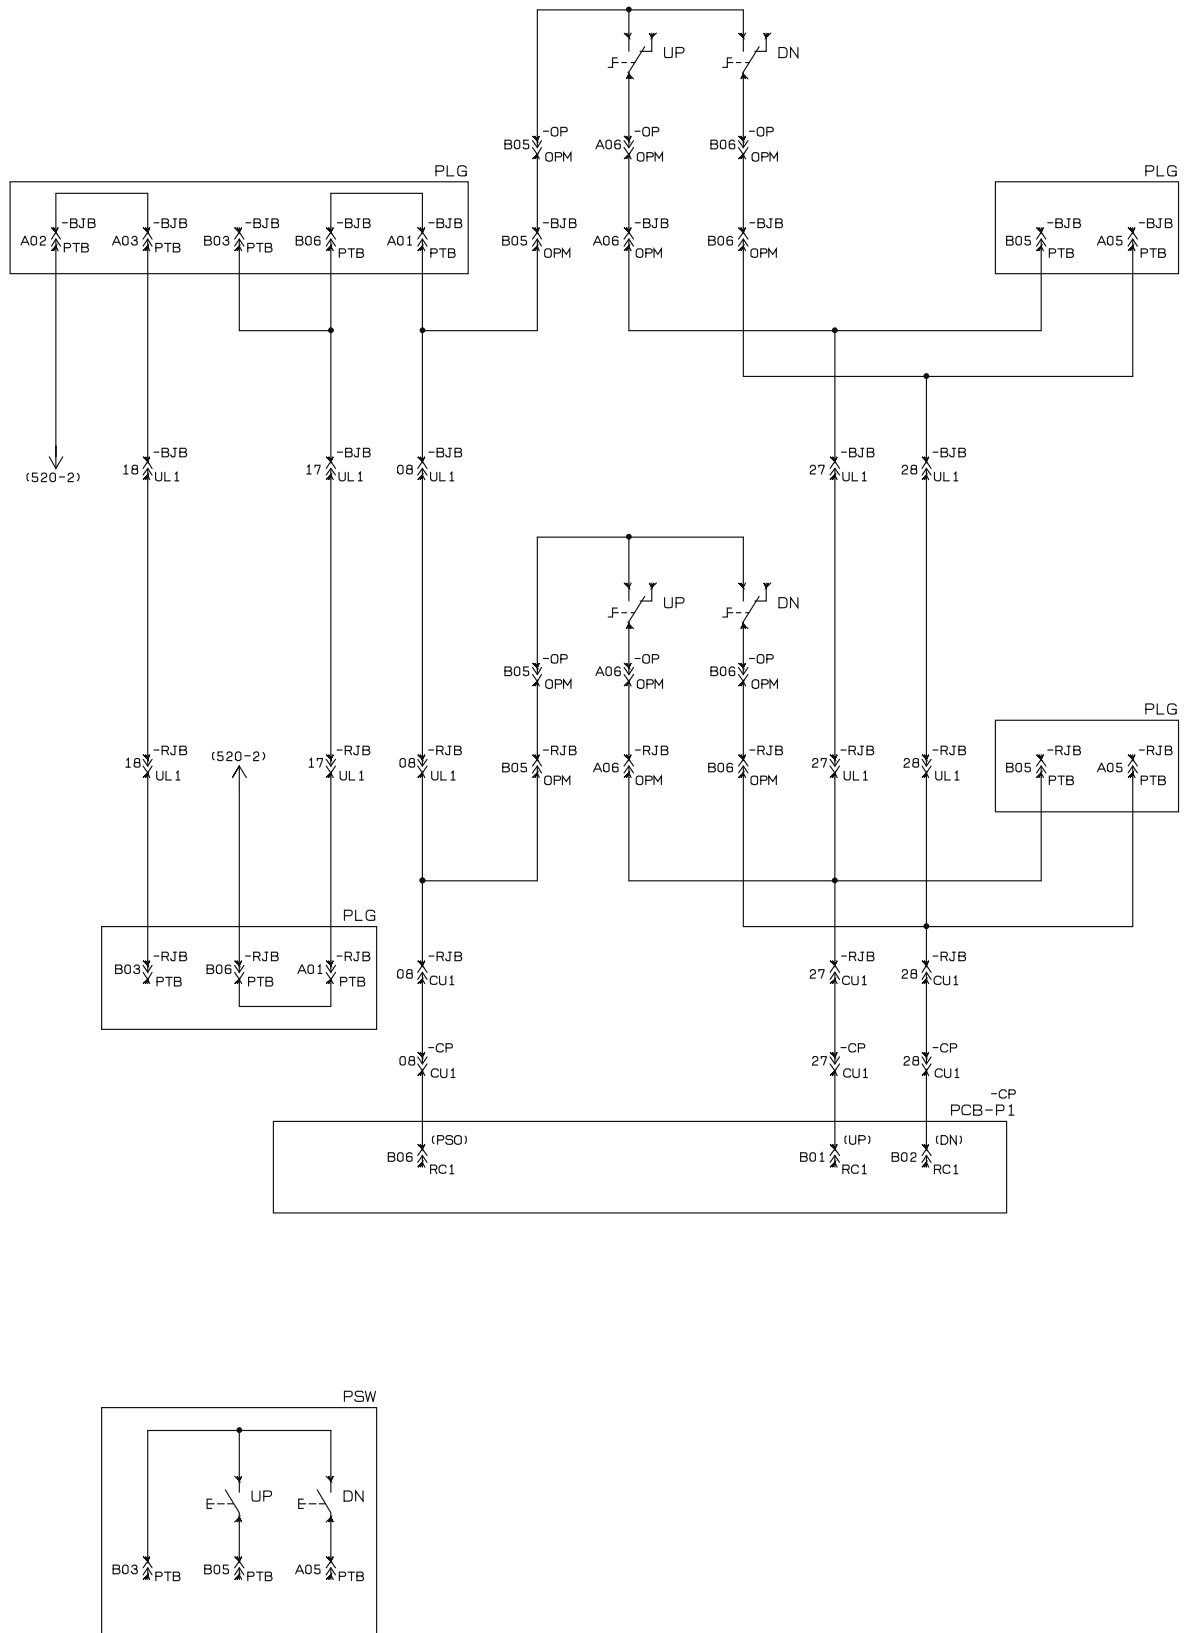 UP
DN
-OP
-OP
-OP
B05
A06
B06
OPM
OPM
OPM
PLG
PLG
-BJB
-BJB
-BJB
-BJB
-BJB
-BJB
-BJB
-BJB
-BJB
-BJB
A02
A03
B03
B06
A01
B05
A06
B06
B05
A05
PTB
PTB
PTB
PTB
PTB
OPM
OPM
OPM
PTB
PTB
-BJB
-BJB
-BJB
-BJB
-BJB
18
17
08
27
28
(520-2)
UL1
UL1
UL1
UL1
UL1
UP
DN
-OP
-OP
-OP
B05
A06
B06
OPM
OPM
OPM
PLG
-RJB
(520-2)
-RJB
-RJB
-RJB
-RJB
-RJB
-RJB
-RJB
-RJB
-RJB
18
17
08
B05
A06
B06
27
28
B05
A05
UL1
UL1
UL1
OPM
OPM
OPM
UL1
UL1
PTB
PTB
PLG
-RJB
-RJB
-RJB
-RJB
-RJB
-RJB
B03
B06
A01
08
27
28
PTB
PTB
PTB
CU1
CU1
CU1
-CP
-CP
-CP
08
27
28
CU1
CU1
CU1
-CP
PCB-P1
(PSO)
(UP)
(DN)
B06
B01
B02
RC1
RC1
RC1
PSW
UP
DN
B03
B05
A05
PTB
PTB
PTB